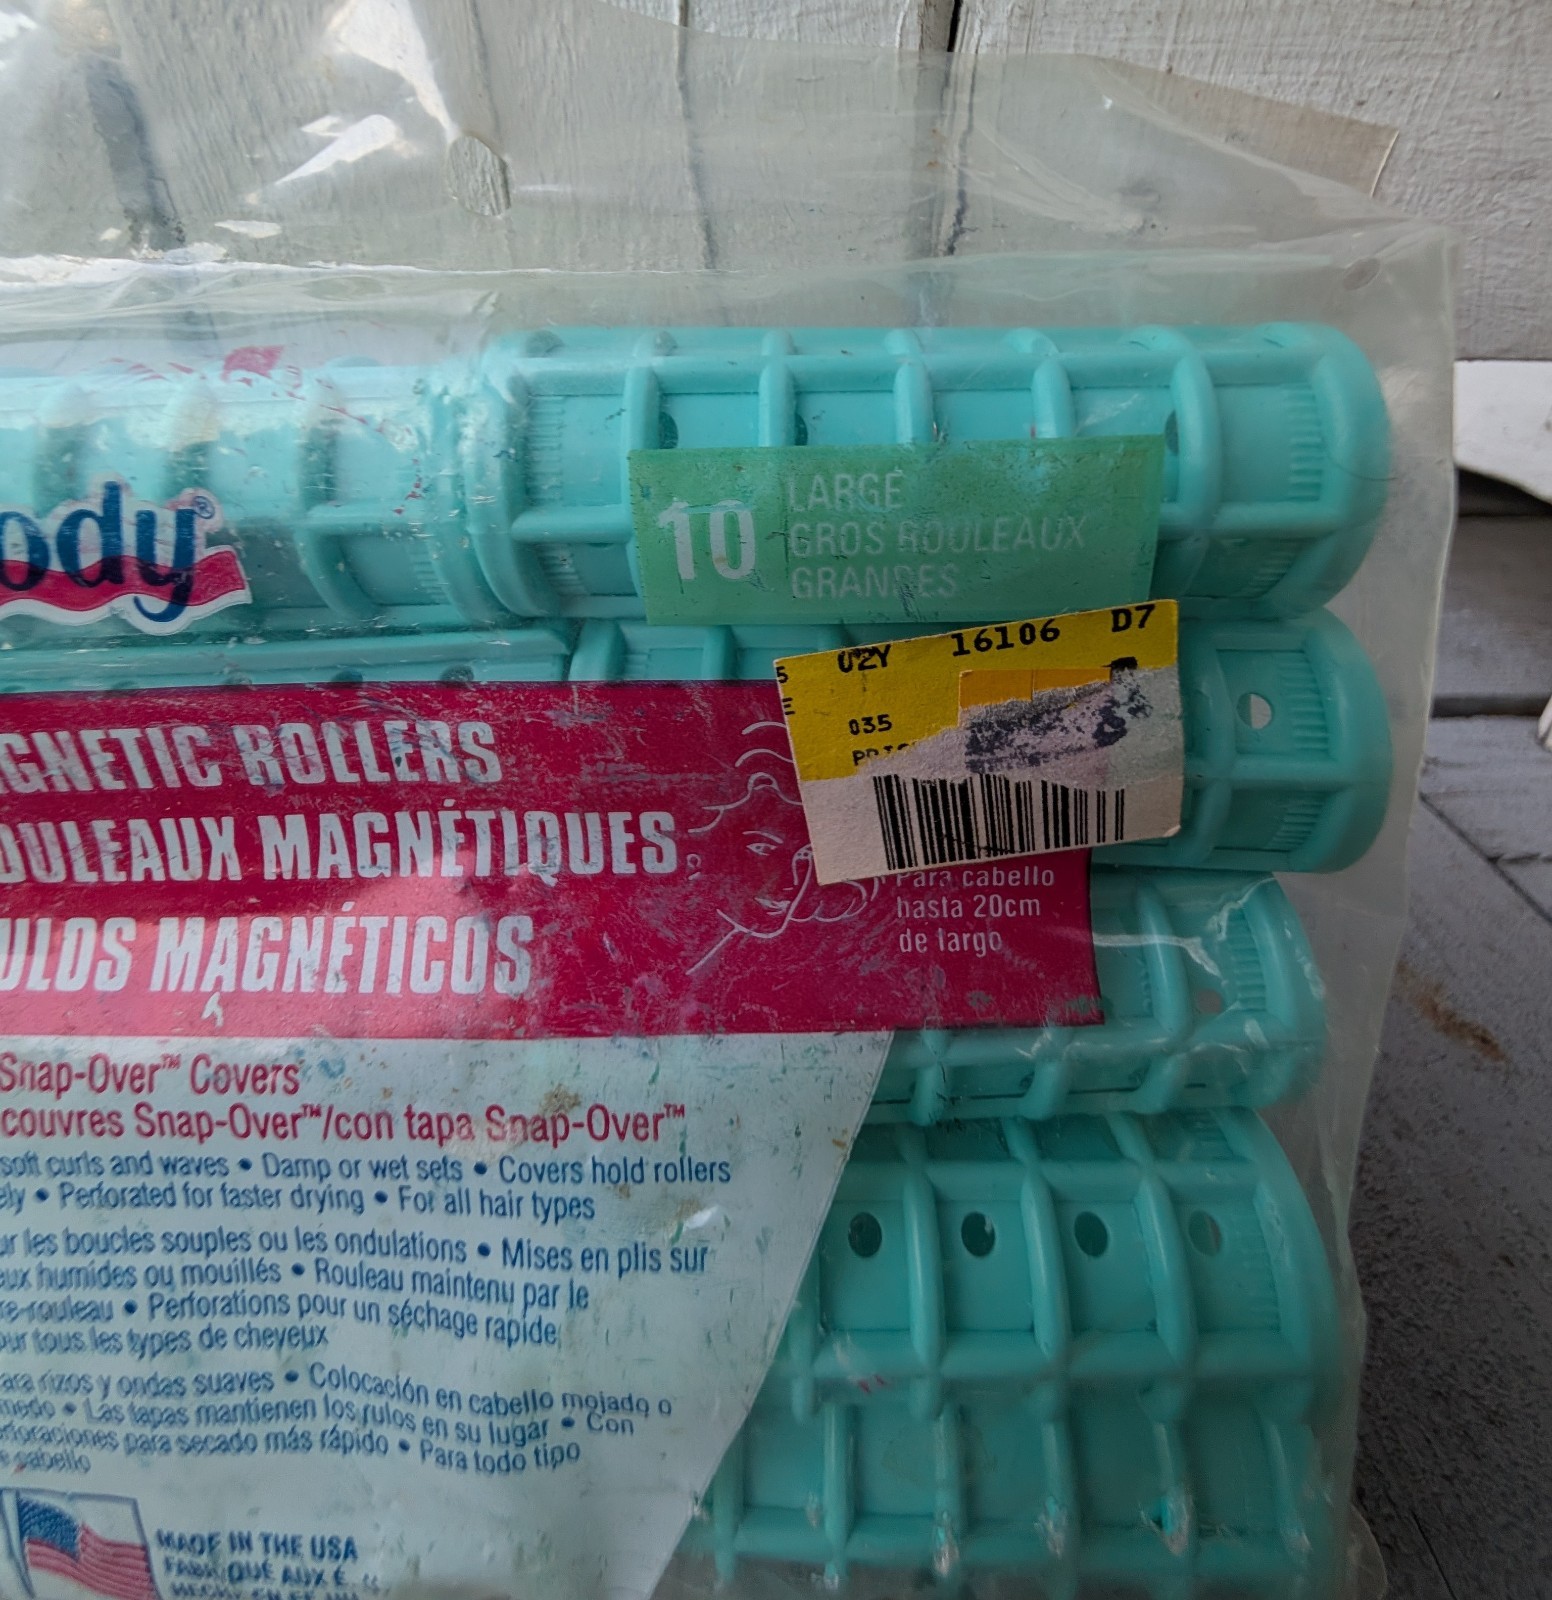 ody®
10
LARGE
GROS ROULEAUX
GRANDES
5 02Y 16106 D7
E
035
GNETIC ROLLERS
OULEAUX MAGNÉTIQUES
ULOS MAGNÉTICOS
Para cabello
hasta 20cm
de largo
Snap-Over™ Covers
couvres Snap-Over™/con tapa Snap-Over™
soft curls and waves • Damp or wet sets • Covers hold rollers
ely • Perforated for faster drying • For all hair types
ur les boucles souples ou les ondulations • Mises en plis sur
eux humides ou mouillés • Rouleau maintenu par le
re-rouleau • Perforations pour un séchage rapide
our tous les types de cheveux
ara rizos y ondas suaves • Colocación en cabello mojado o
medo • Las tapas mantienen los rulos en su lugar • Con
erforaciones para secado más rápido • Para todo tipo
e cabello
MADE IN THE USA
FABRIQUÉ AUX É.